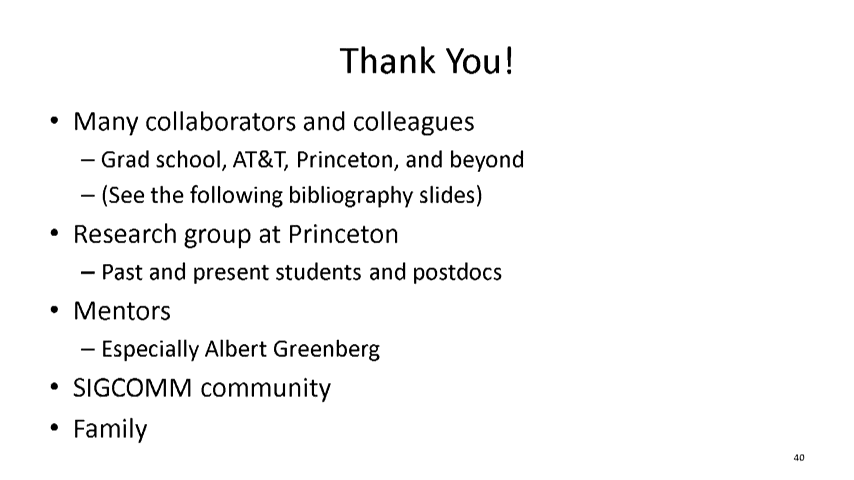 Thank You!
• Many collaborators and colleagues
– Grad school, AT&T, Princeton, and beyond
– (See the following bibliography slides)
• Research group at Princeton
– Past and present students and postdocs
• Mentors
– Especially Albert Greenberg
• SIGCOMM community
• Family
40